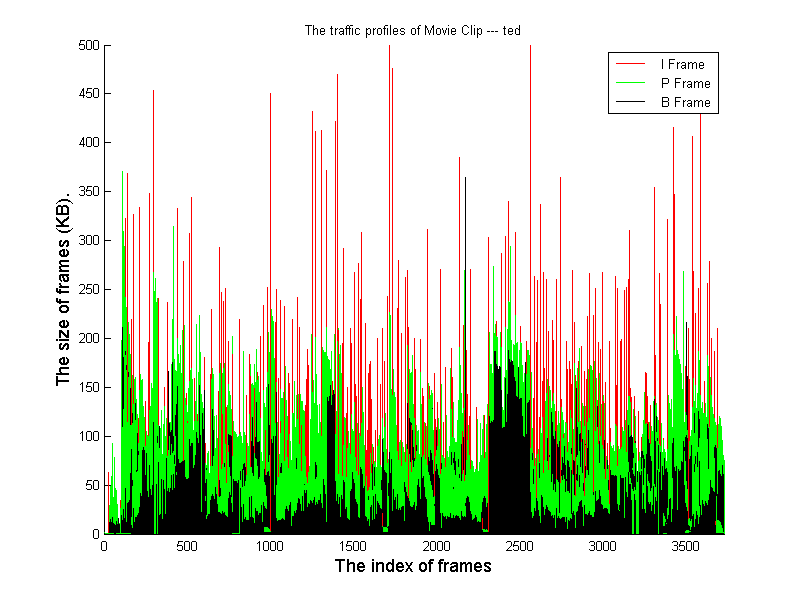 The traffic profiles of Movie Clip --- ted
I Frame
P Frame
B Frame
500
450
400
350
300
250
200
150
100
50
0
The size of frames (KB).
0 500 1000 1500 2000 2500 3000 3500
The index of frames